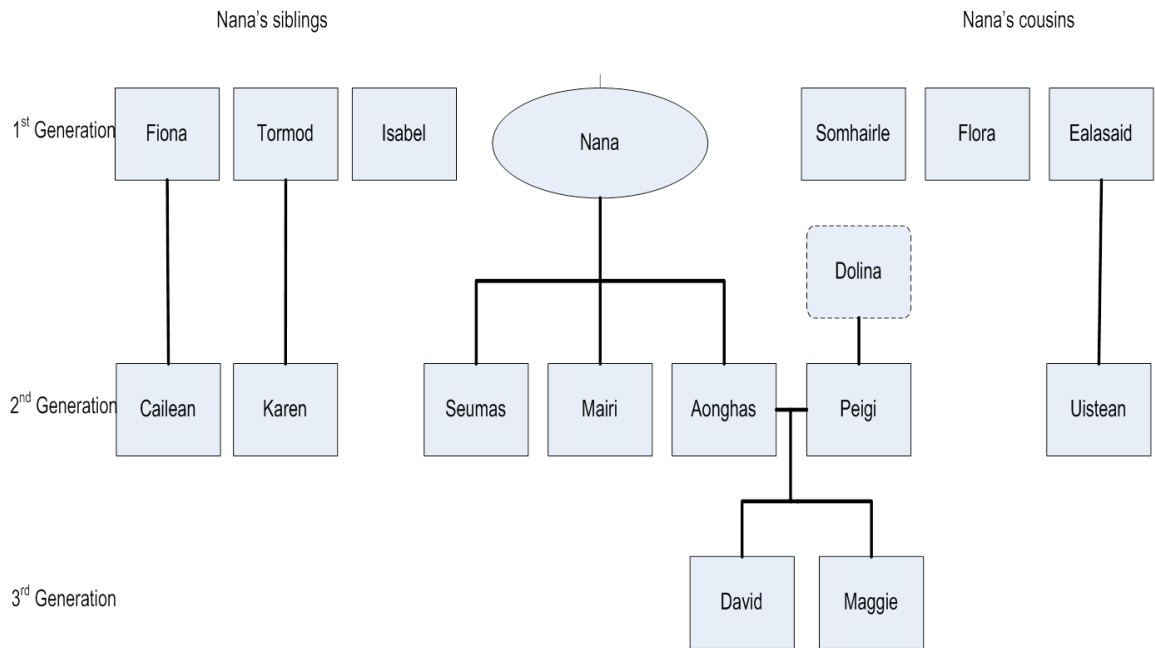 Nana's siblings
Nana's cousins
1st Generation
Fiona
Tormod
Isabel
Nana
Somhairle
Flora
Ealasaid
Dolina
2nd Generation
Cailean
Karen
Seumas
Mairi
Aonghas
Peigi
Uistean
3rd Generation
David
Maggie